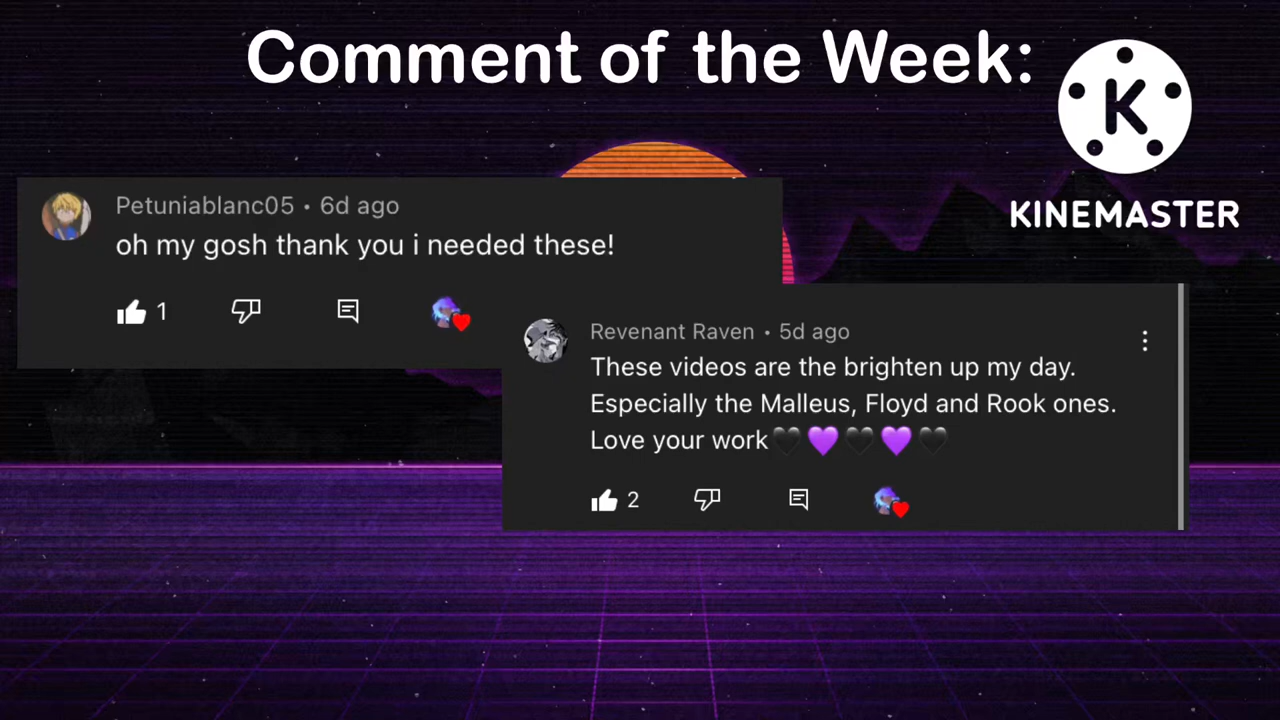 Comment of the Week:
K
KINEMASTER
Petuniablanc05 • 6d ago
oh my gosh thank you i needed these!
1
Revenant Raven • 5d ago
These videos are the brighten up my day.
Especially the Malleus, Floyd and Rook ones.
Love your work🖤💜🖤💜🖤
2